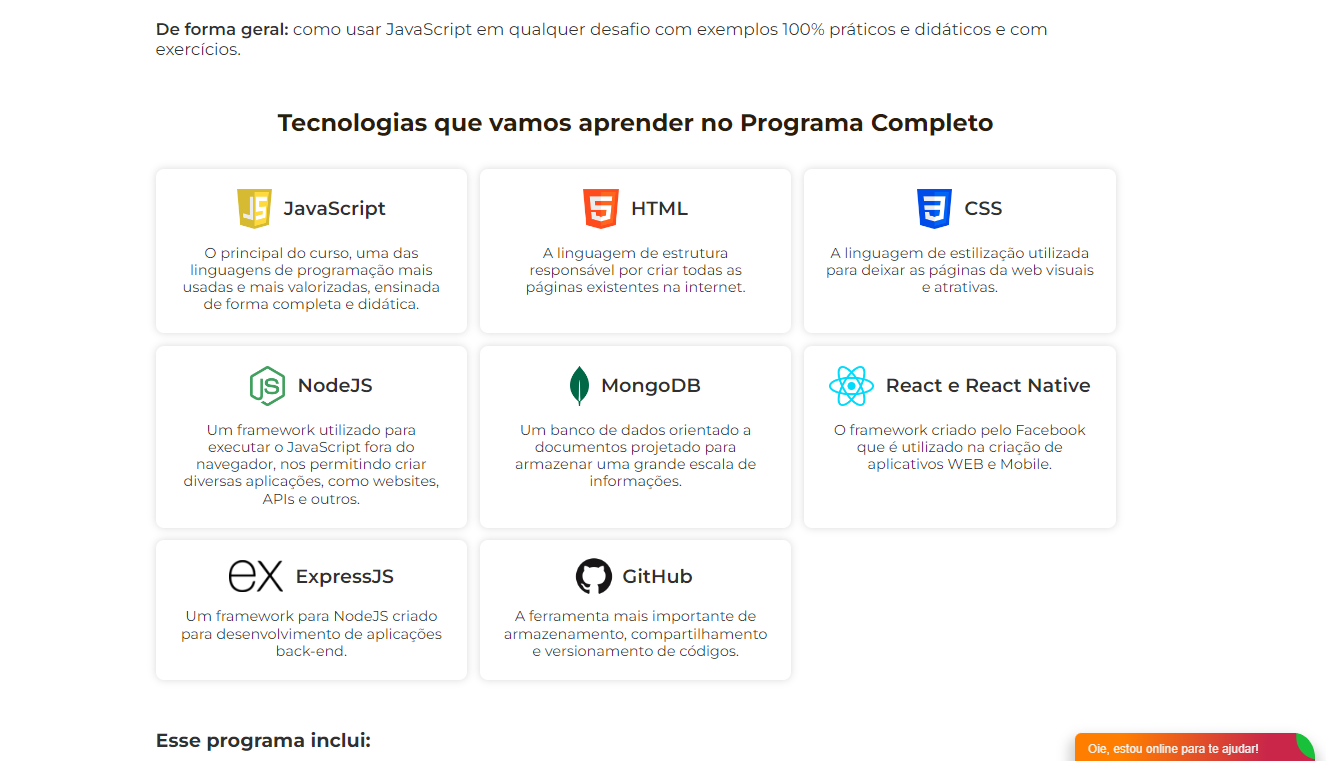 De forma geral: como usar JavaScript em qualquer desafio com exemplos 100% práticos e didáticos e com
exercícios.
Tecnologias que vamos aprender no Programa Completo
JS JavaScript
O principal do curso, uma das
linguagens de programação mais
usadas e mais valorizadas, ensinada
de forma completa e didática.
5 HTML
A linguagem de estrutura
responsável por criar todas as
páginas existentes na internet.
3 CSS
A linguagem de estilização utilizada
para deixar as páginas da web visuais
e atrativas.
JS NodeJS
Um framework utilizado para
executar o JavaScript fora do
navegador, nos permitindo criar
diversas aplicações, como websites,
APIs e outros.
MongoDB
Um banco de dados orientado a
documentos projetado para
armazenar uma grande escala de
informações.
React e React Native
O framework criado pelo Facebook
que é utilizado na criação de
aplicativos WEB e Mobile.
ex ExpressJS
Um framework para NodeJS criado
para desenvolvimento de aplicações
back-end.
GitHub
A ferramenta mais importante de
armazenamento, compartilhamento
e versionamento de códigos.
Esse programa inclui:
Oie, estou online para te ajudar!